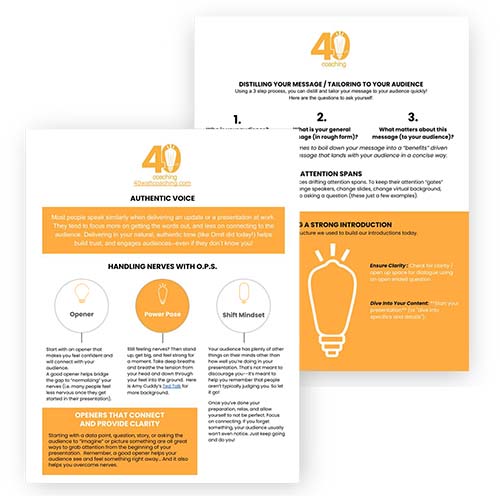 40
coaching
DISTILLING YOUR MESSAGE / TAILORING TO YOUR AUDIENCE
Using a 3 step process, you can distill and tailor your message to your audience quickly!
Here are the questions to ask yourself:
1.
2.
3.
What is your general
message (in rough form)?
What matters about this
message (to your audience)?
ries to boil down your message into a "benefits" driven
message that lands with your audience in a concise way.
ATTENTION SPANS
ces drifting attention spans. To keep their attention "gates"
nge speakers, change slides, change virtual background,
o asking a question (these just a few examples).
G A STRONG INTRODUCTION
ructure we used to build our introductions today.
Ensure Clarity: Check for clarity /
open up space for dialogue using
an open ended question
Dive Into Your Content: "Start your
presentation" (or "dive into
specifics and details").
40
coaching
40wattcoaching.com
AUTHENTIC VOICE
Most people speak similarly when delivering an update or a presentation at work.
They tend to focus more on getting the words out, and less on connecting to the
audience. Delivering in your natural, authentic tone (like Dmit did today!) helps
build trust, and engages audiences-even if they don't know you!
HANDLING NERVES WITH O.P.S.
Opener
Power Pose
Shift Mindset
Start with an opener that
makes you feel confident and
will connect with your
audience.
A good opener helps bridge
the gap to "normalizing" your
nerves (i.e. many people feel
less nervous once they get
started in their presentation).
Still feeling nerves? Then stand
up, get big, and feel strong for
a moment. Take deep breaths
and breathe the tension from
your head and down through
your feet into the ground. Here
is Amy Cuddy's Ted Talk for
more background.
Your audience has plenty of other
things on their minds other than
how well you're doing in your
presentation. That's not meant to
discourage you—it's meant to
help you remember that people
aren't typically judging you. So let
it go!
Once you've done your
preparation, relax, and allow
yourself to not be perfect. Focus
on connecting. If you forget
something, your audience usually
won't even notice. Just keep going
and do you!
OPENERS THAT CONNECT
AND PROVIDE CLARITY
Starting with a data point, question, story, or asking the
audience to "imagine" or picture something are all great
ways to grab attention from the beginning of your
presentation. Remember, a good opener helps your
audience see and feel something right away... And it also
helps you overcome nerves.